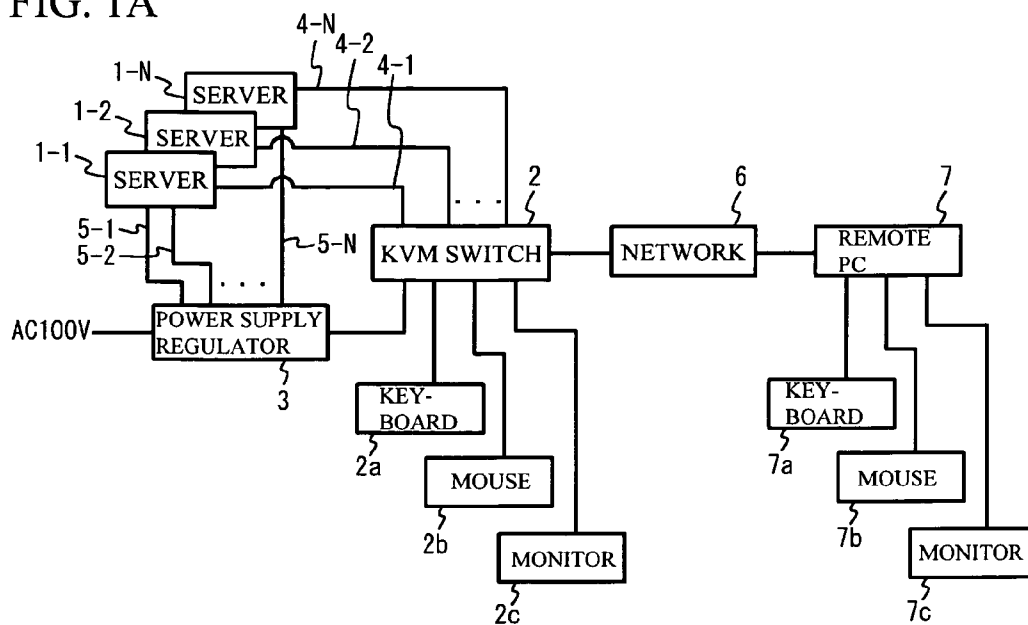 FIG. 1A
4-N
4-2
4-1
1-N
SERVER
1-2
SERVER
1-1
SERVER
5-1
5-2
. . .
5-N
. . .
2
KVM SWITCH
6
NETWORK
7
REMOTE
PC
AC100V
POWER SUPPLY
REGULATOR
3
KEY-
BOARD
2a
MOUSE
2b
MONITOR
2c
KEY-
BOARD
7a
MOUSE
7b
MONITOR
7c